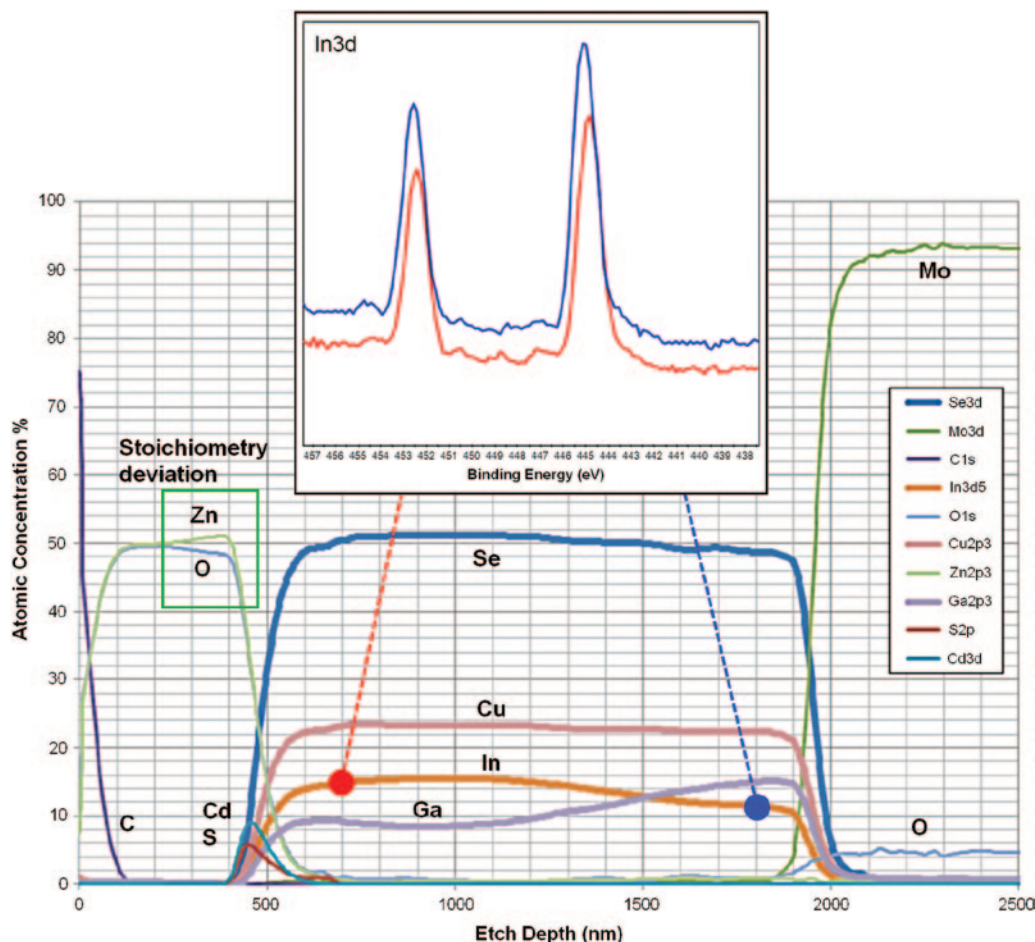 In3d
457 456 455 454 453 452 451 450 449 448 447 446 445 444 443 442 441 440 439 438
Binding Energy (eV)
100
90
80
70
60
50
40
30
20
10
0
Atomic Concentration %
Stoichiometry
deviation
Zn
O
C
Cd
S
Se
Cu
In
Ga
Mo
O
Se3d
Mo3d
C1s
In3d5
O1s
Cu2p3
Zn2p3
Ga2p3
S2p
Cd3d
0 500 1000 1500 2000 2500
Etch Depth (nm)